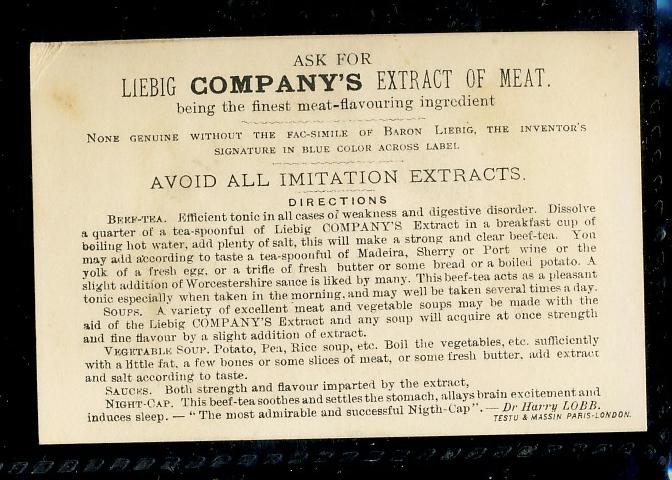 ASK FOR
LIEBIG COMPANY'S EXTRACT OF MEAT.
being the finest meat-flavouring ingredient
NONE GENUINE WITHOUT THE FAC-SIMILE OF BARON LIEBIG, THE INVENTOR'S
SIGNATURE IN BLUE COLOR ACROSS LABEL
AVOID ALL IMITATION EXTRACTS.
DIRECTIONS
BEEF-TEA. Efficient tonic in all cases of weakness and digestive disorder. Dissolve
a quarter of a tea-spoonful of Liebig COMPANY'S Extract in a breakfast cup of
boiling hot water, add plenty of salt, this will make a strong and clear beef-tea. You
may add according to taste a tea-spoonful of Madeira, Sherry or Port wine or the
yolk of a fresh egg, or a trifle of fresh butter or some bread or a boiled potato. A
slight addition of Worcestershire sauce is liked by many. This beef-tea acts as a pleasant
tonic especially when taken in the morning, and may well be taken several times a day.
SOUPS. A variety of excellent meat and vegetable soups may be made with the
aid of the Liebig COMPANY'S Extract and any soup will acquire at once strength
and fine flavour by a slight addition of extract.
VEGETABLE SOUP. Potato, Pea, Rice soup, etc. Boil the vegetables, etc. sufficiently
with a little fat, a few bones or some slices of meat, or some fresh butter, add extract
and salt according to taste.
SAUCES. Both strength and flavour imparted by the extract,
NIGHT-CAP. This beef-tea soothes and settles the stomach, allays brain excitement and
induces sleep. — "The most admirable and successful Nigth-Cap". — Dr Harry LOBB.
TESTU & MASSIN PARIS-LONDON.